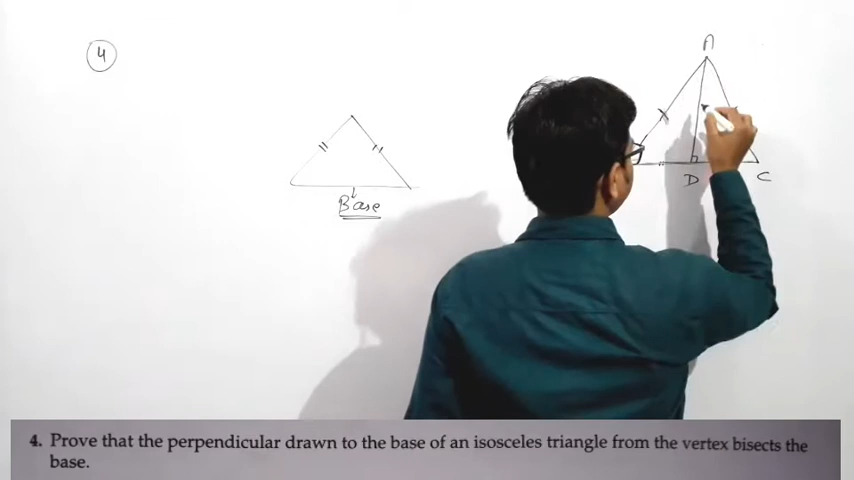 4
A
D
C
Base
4. Prove that the perpendicular drawn to the base of an isosceles triangle from the vertex bisects the
base.